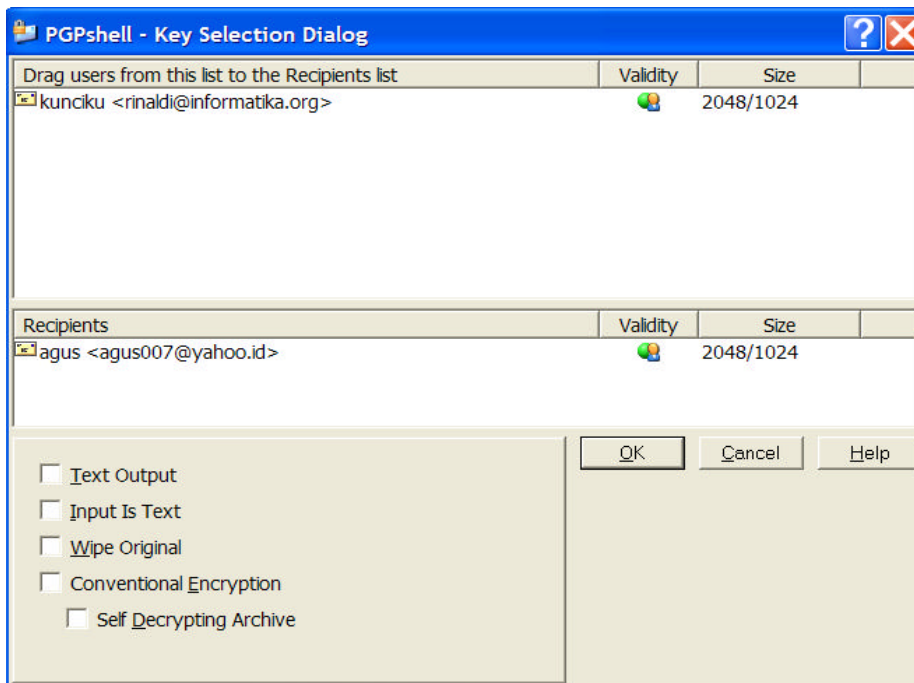 PGPshell - Key Selection Dialog
Drag users from this list to the Recipients list Validity Size
kunciku <rinaldi@informatika.org> 2048/1024
Recipients Validity Size
agus <agus007@yahoo.id> 2048/1024
OK Cancel Help
Text Output
Input Is Text
Wipe Original
Conventional Encryption
Self Decrypting Archive